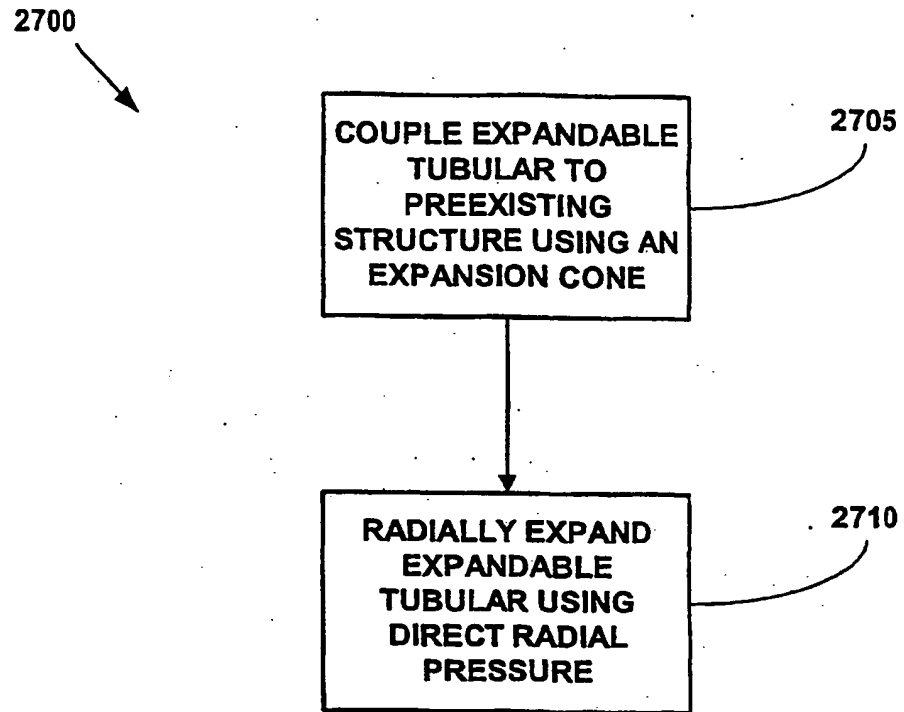 2700
COUPLE EXPANDABLE
TUBULAR TO
PREEXISTING
STRUCTURE USING AN
EXPANSION CONE
2705
RADIALLY EXPAND
EXPANDABLE
TUBULAR USING
DIRECT RADIAL
PRESSURE
2710